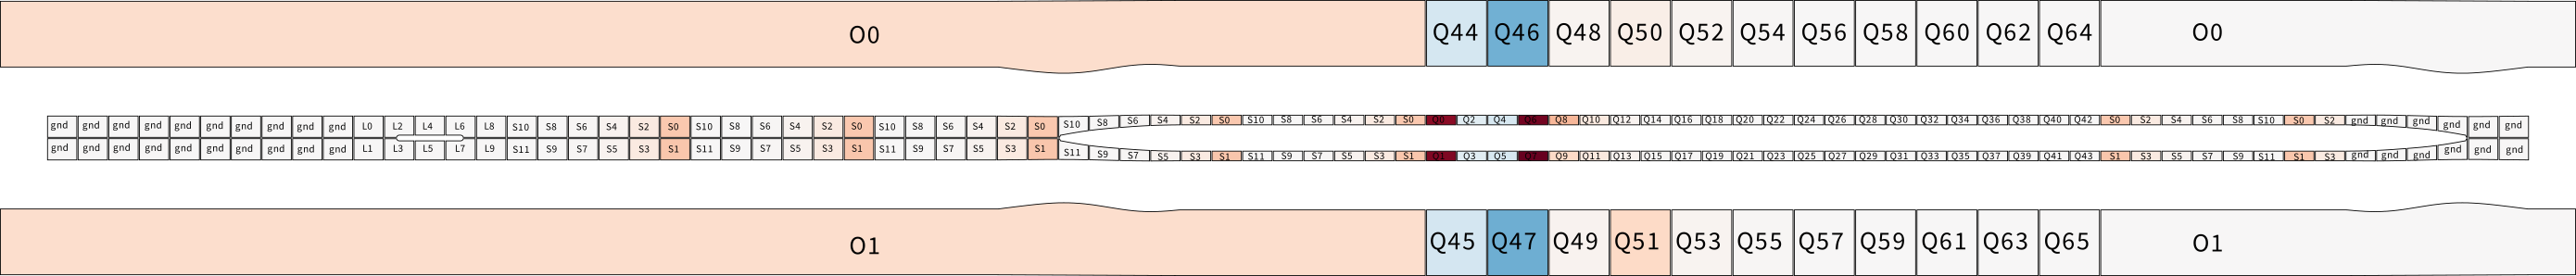 O0 Q44 Q46 Q48 Q50 Q52 Q54 Q56 Q58 Q60 Q62 Q64 O0
gnd gnd gnd gnd gnd gnd gnd gnd gnd gnd L0 L2 L4 L6 L8 S10 S8 S6 S4 S2 S0 S10 S8 S6 S4 S2 S0 S10 S8 S6 S4 S2 S0 S10 S8 S6 S4 S2 S0 S10 S8 S6 S4 S2 S0 Q0 Q2 Q4 Q6 Q8 Q10 Q12 Q14 Q16 Q18 Q20 Q22 Q24 Q26 Q28 Q30 Q32 Q34 Q36 Q38 Q40 Q42 S0 S2 S4 S6 S8 S10 S0 S2 gnd gnd gnd gnd gnd gnd
gnd gnd gnd gnd gnd gnd gnd gnd gnd gnd L1 L3 L5 L7 L9 S11 S9 S7 S5 S3 S1 S11 S9 S7 S5 S3 S1 S11 S9 S7 S5 S3 S1 S11 S9 S7 S5 S3 S1 S11 S9 S7 S5 S3 S1 Q1 Q3 Q5 Q7 Q9 Q11 Q13 Q15 Q17 Q19 Q21 Q23 Q25 Q27 Q29 Q31 Q33 Q35 Q37 Q39 Q41 Q43 S1 S3 S5 S7 S9 S11 S1 S3 gnd gnd gnd gnd gnd gnd
O1 Q45 Q47 Q49 Q51 Q53 Q55 Q57 Q59 Q61 Q63 Q65 O1